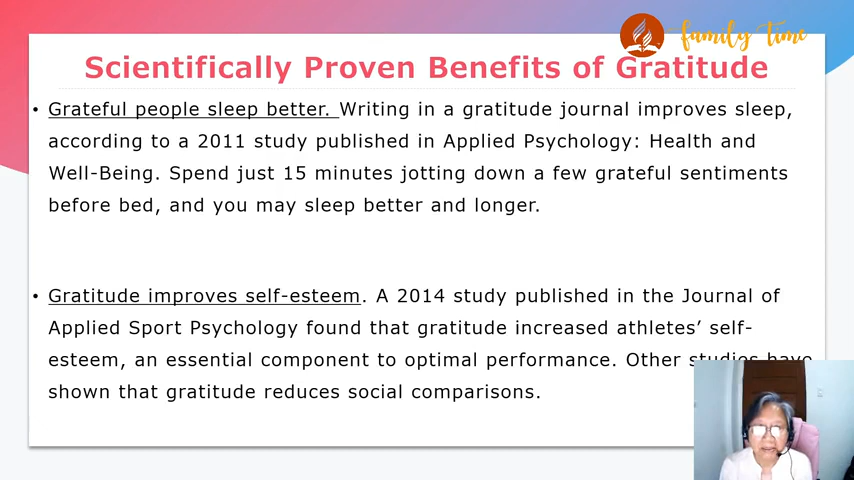 family time
Scientifically Proven Benefits of Gratitude
• Grateful people sleep better. Writing in a gratitude journal improves sleep,
according to a 2011 study published in Applied Psychology: Health and
Well-Being. Spend just 15 minutes jotting down a few grateful sentiments
before bed, and you may sleep better and longer.
• Gratitude improves self-esteem. A 2014 study published in the Journal of
Applied Sport Psychology found that gratitude increased athletes’ self-
esteem, an essential component to optimal performance. Other studies have
shown that gratitude reduces social comparisons.